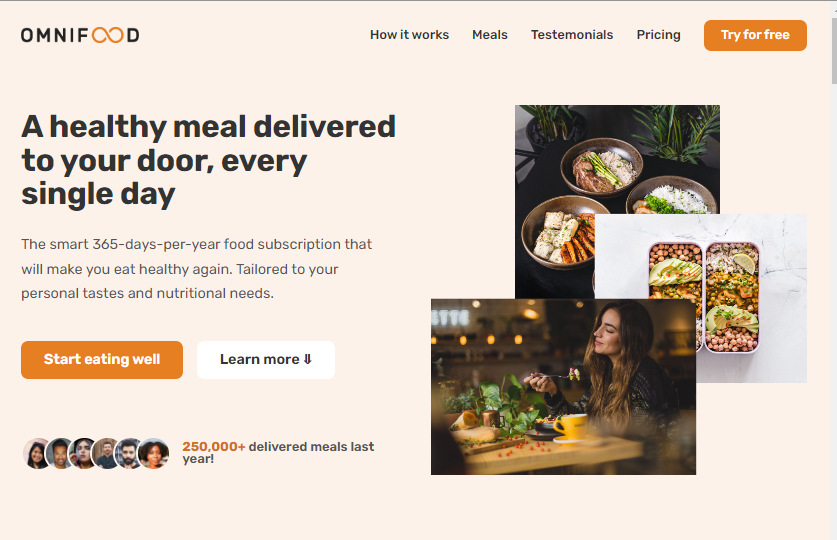 OMNIFOOD
How it works
Meals
Testemonials
Pricing
Try for free
A healthy meal delivered
to your door, every
single day
The smart 365-days-per-year food subscription that
will make you eat healthy again. Tailored to your
personal tastes and nutritional needs.
Start eating well
Learn more ⇓
250,000+ delivered meals last
year!
ETTE